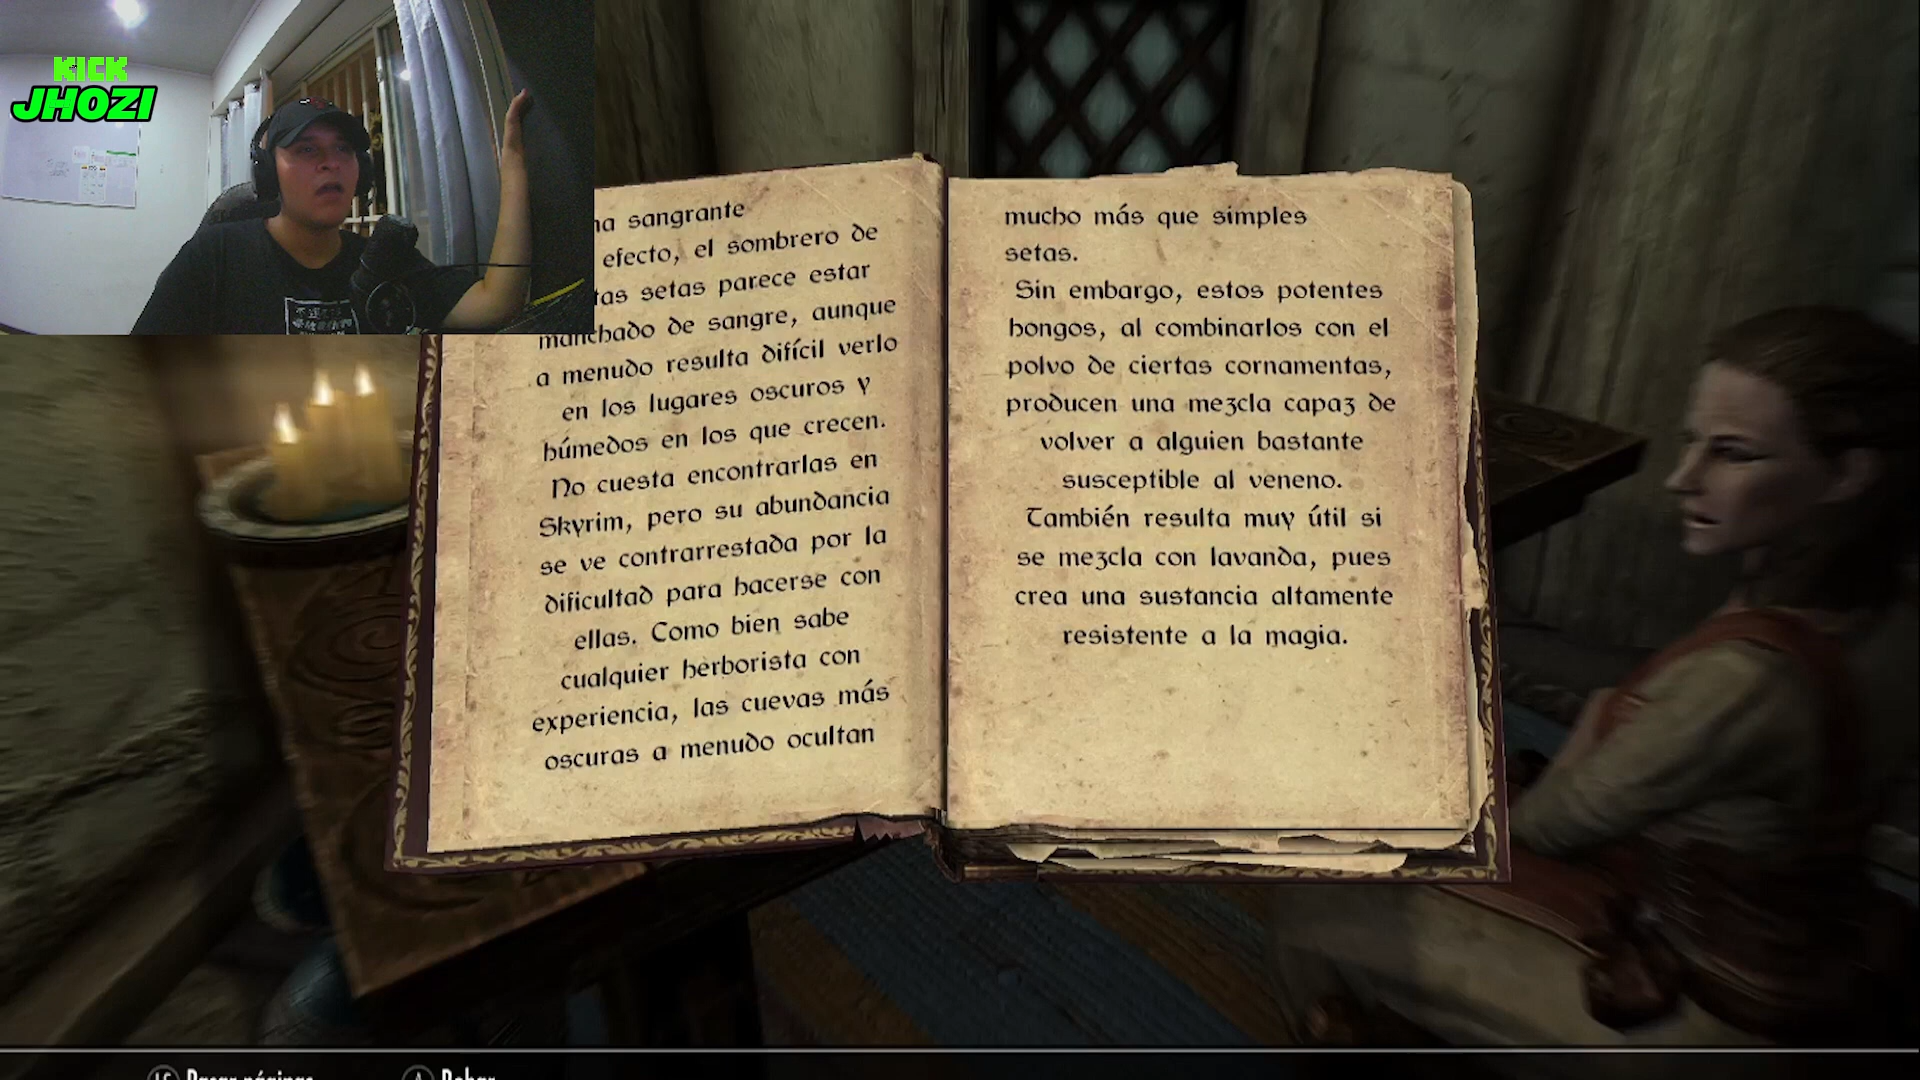 KICK
JHOZI
sangrante
efecto, el sombrero de
setas parece estar
manchado de sangre, aunque
a menudo resulta difícil verlo
en los lugares oscuros y
húmedos en los que crecen.
No cuesta encontrarlas en
Skyrim, pero su abundancia
se ve contrarrestada por la
dificultad para hacerse con
ellas. Como bien sabe
cualquier herborista con
experiencia, las cuevas más
oscuras a menudo ocultan
mucho más que simples
setas.
Sin embargo, estos potentes
hongos, al combinarlos con el
polvo de ciertas cornamentas,
producen una mezcla capaz de
volver a alguien bastante
susceptible al veneno.
También resulta muy útil si
se mezcla con lavanda, pues
crea una sustancia altamente
resistente a la magia.
Pasar páginas
Robar